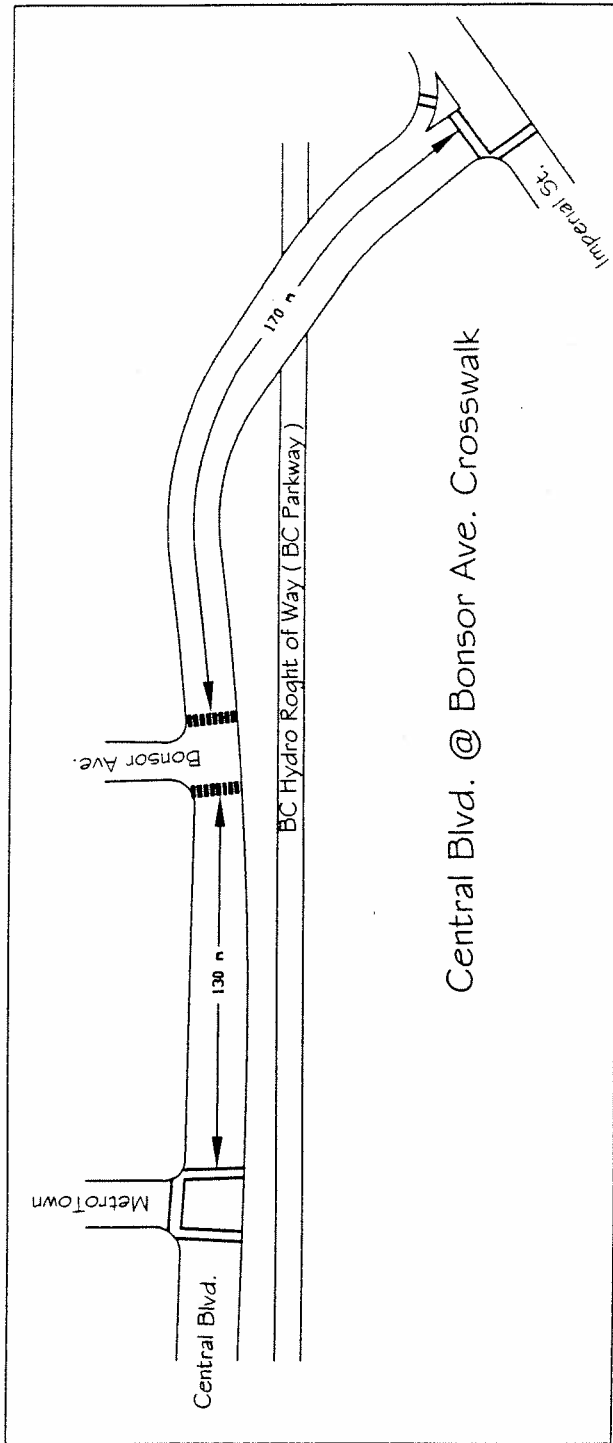 MetroTown
Bonsor Ave.
Central Blvd.
130 m
170 m
BC Hydro Roght of Way ( BC Parkway )
Imperial St.
Central Blvd. @ Bonsor Ave. Crosswalk